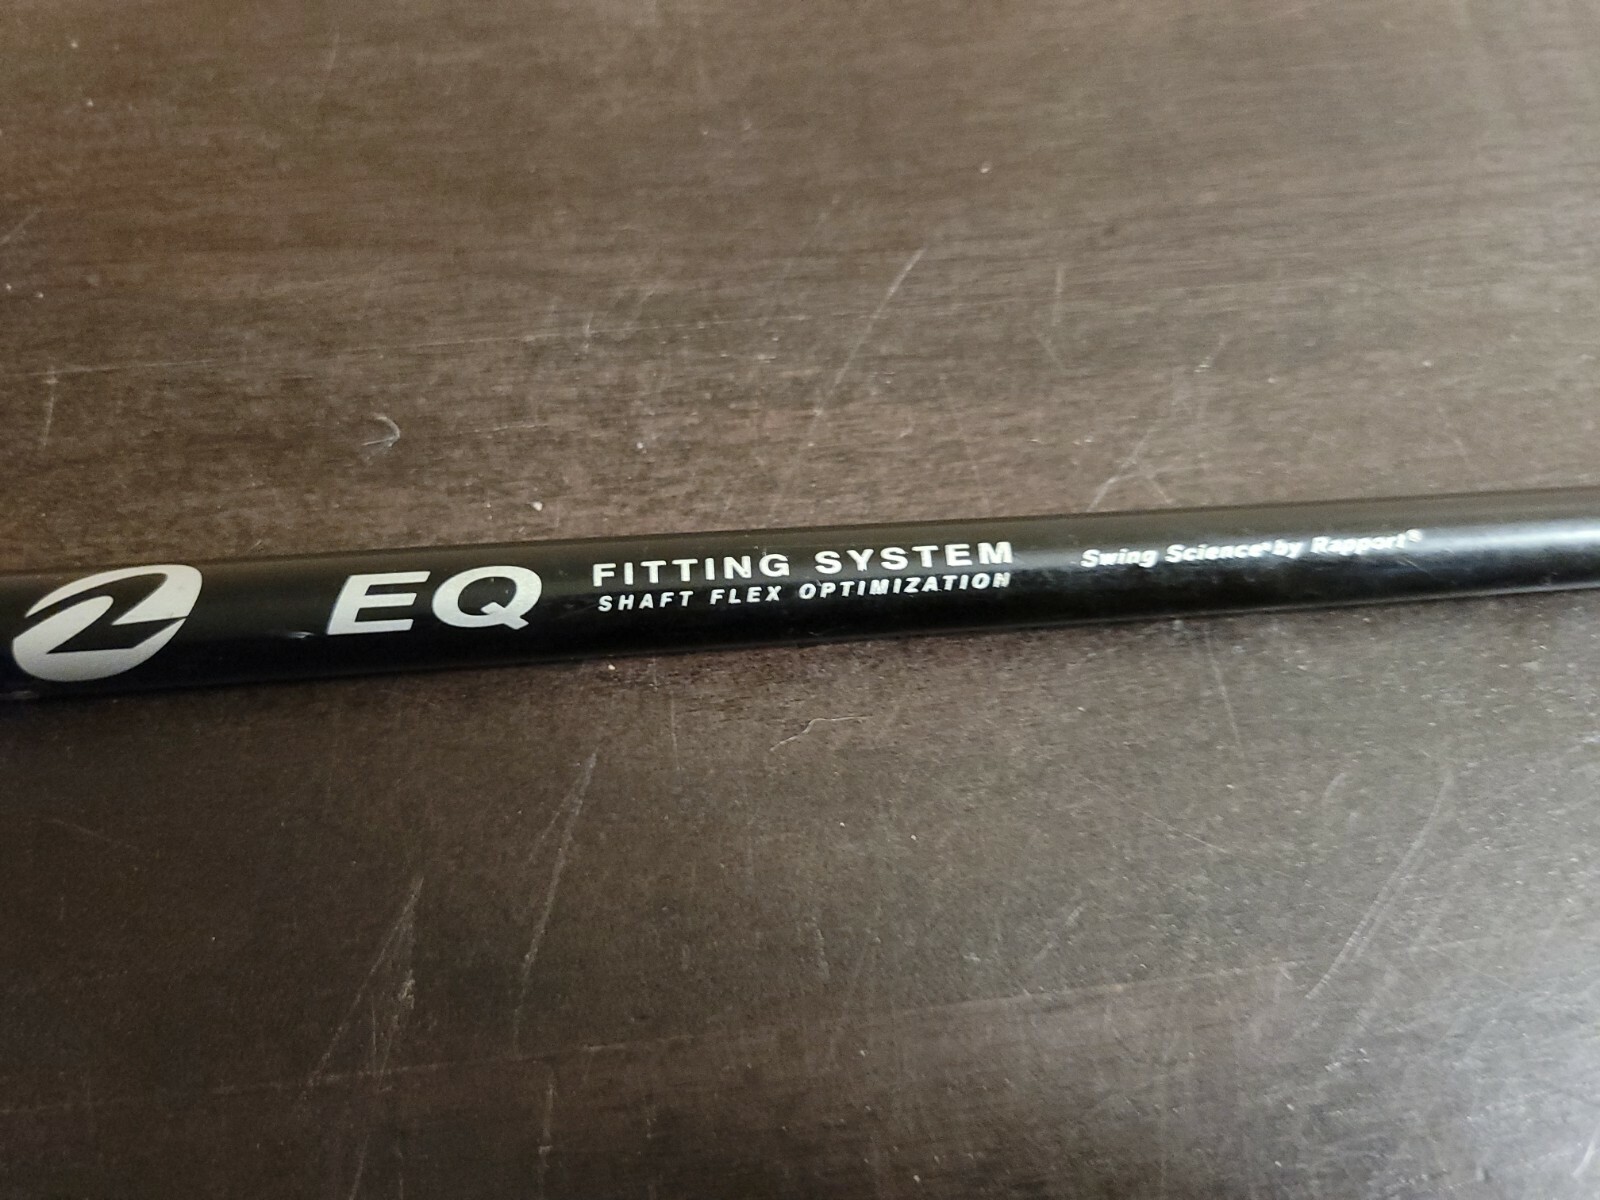 EQ
FITTING SYSTEM
SHAFT FLEX OPTIMIZATION
Swing Science® by Rapport®